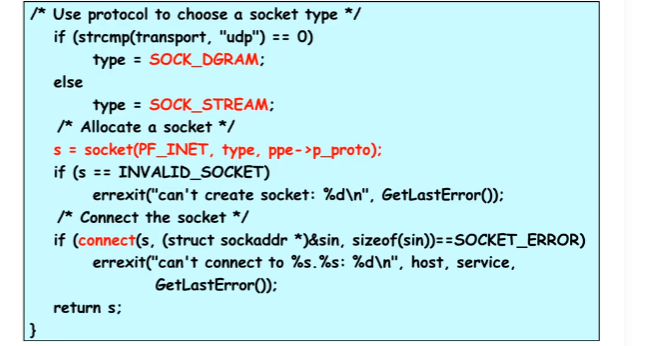 /* Use protocol to choose a socket type */
if (strcmp(transport, "udp") == 0)
type = SOCK_DGRAM;
else
type = SOCK_STREAM;
/* Allocate a socket */
s = socket(PF_INET, type, ppe->p_proto);
if (s == INVALID_SOCKET)
errexit("can't create socket: %d\n", GetLastError());
/* Connect the socket */
if (connect(s, (struct sockaddr *)&sin, sizeof(sin))==SOCKET_ERROR)
errexit("can't connect to %s.%s: %d\n", host, service,
GetLastError());
return s;
}